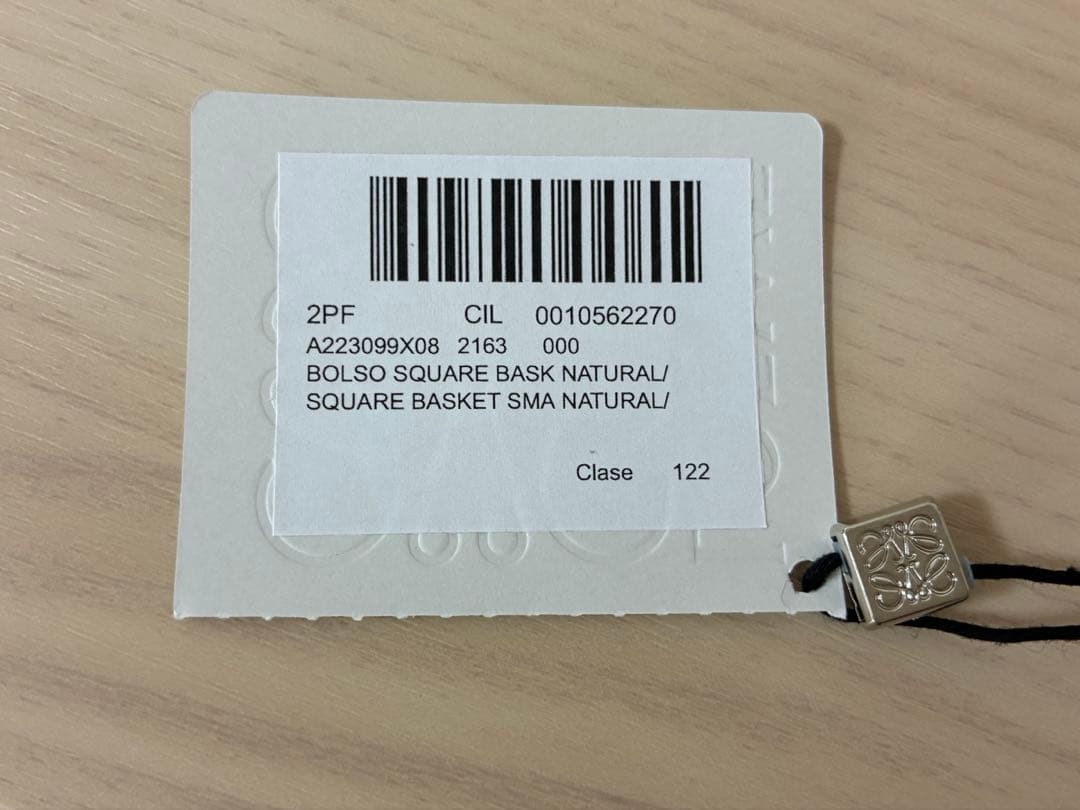 2PF CIL 0010562270
A223099X08 2163 000
BOLSO SQUARE BASK NATURAL/
SQUARE BASKET SMA NATURAL/
Clase 122